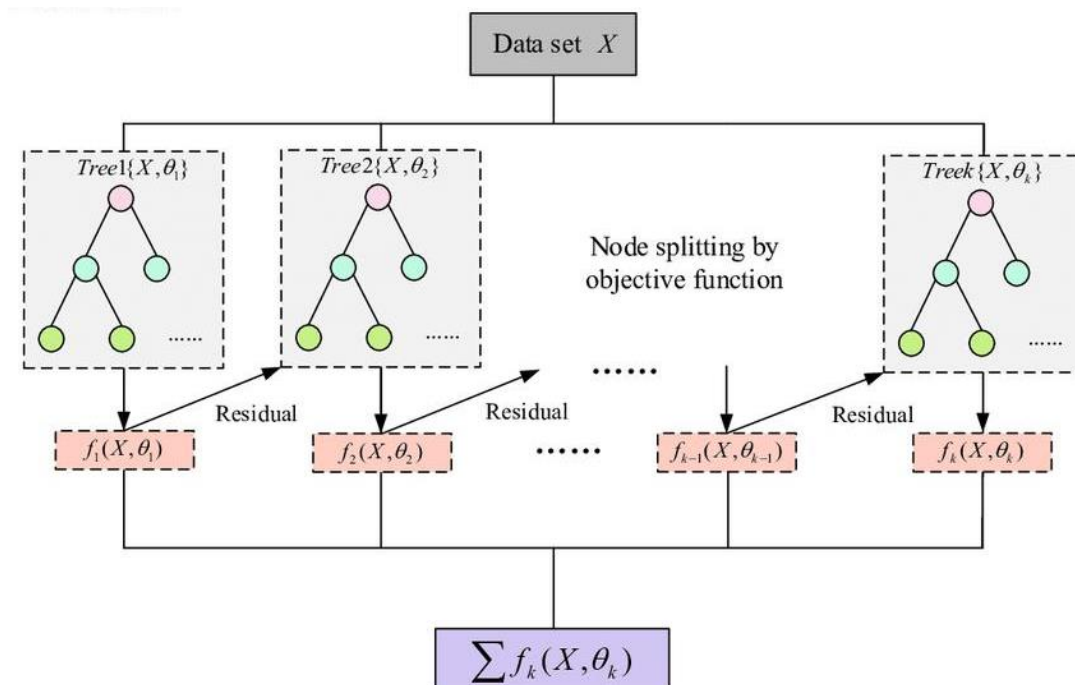 Data set X
Tree1{X,θ₁}
Tree2{X,θ₂}
Treek{X,θₖ}
Node splitting by
objective function
......
......
......
......
Residual
Residual
Residual
f₁(X,θ₁)
f₂(X,θ₂)
......
fₖ₋₁(X,θₖ₋₁)
fₖ(X,θₖ)
∑fₖ(X,θₖ)